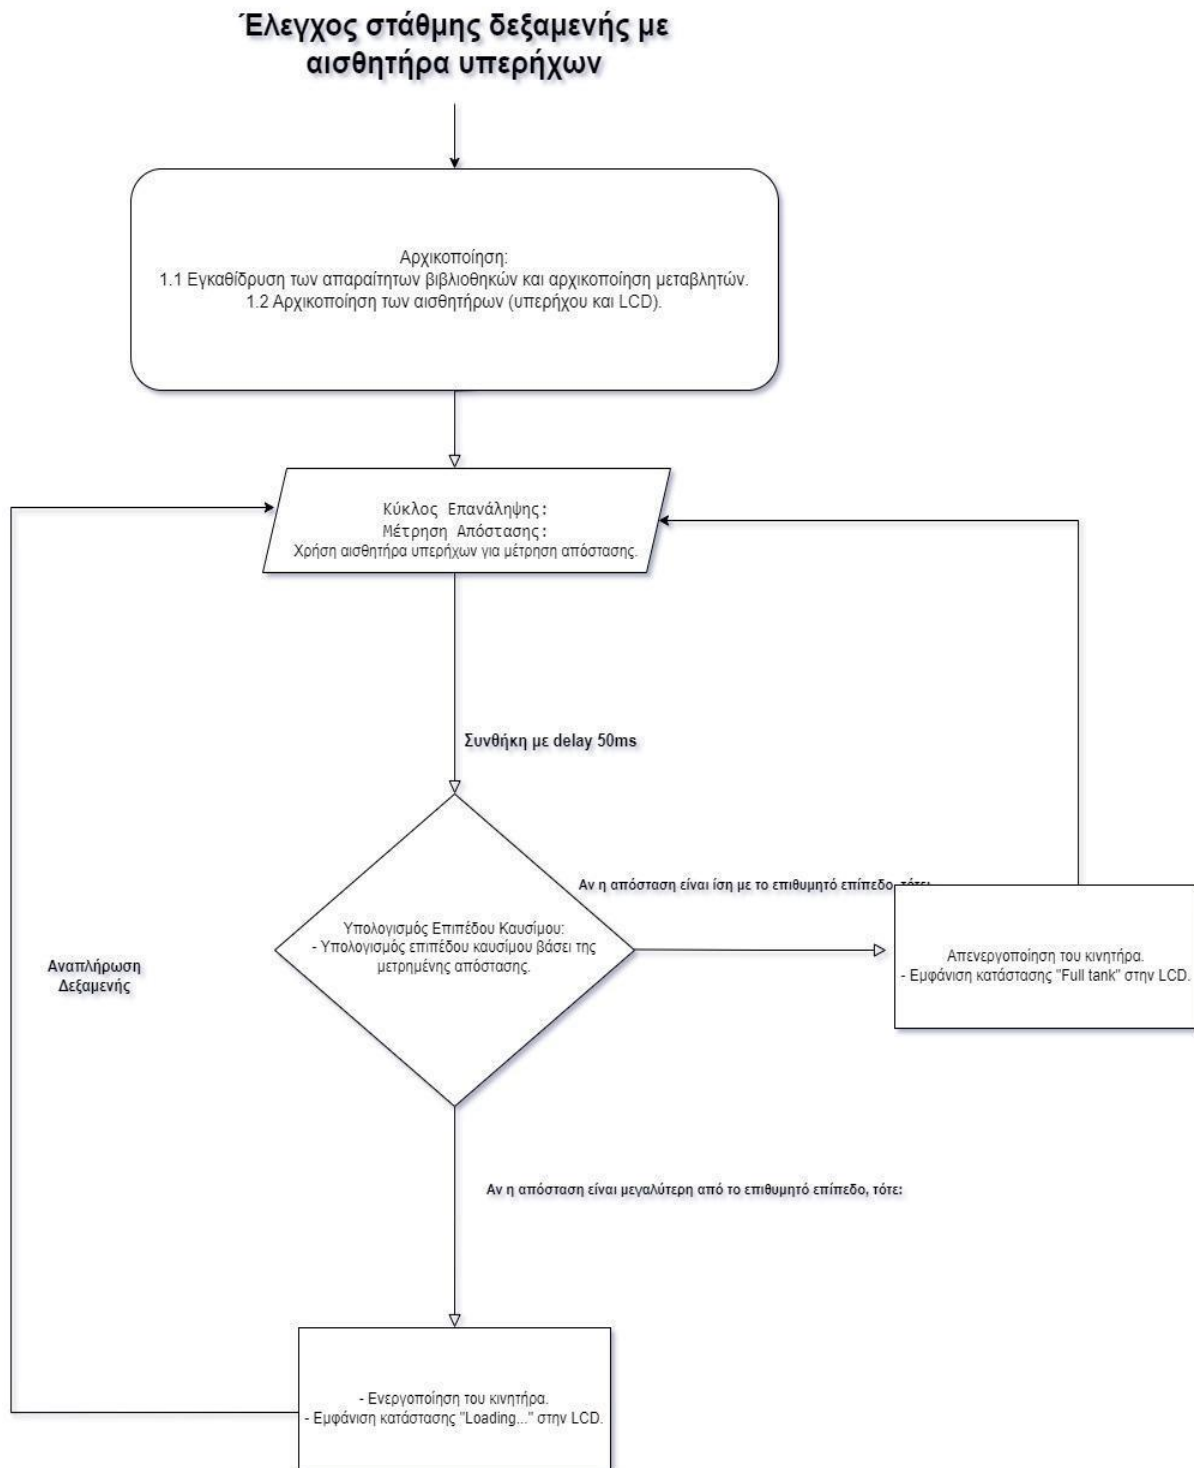 Έλεγχος στάθμης δεξαμενής με
αισθητήρα υπερήχων
Αρχικοποίηση:
1.1 Εγκαθίδρυση των απαραίτητων βιβλιοθηκών και αρχικοποίηση μεταβλητών.
1.2 Αρχικοποίηση των αισθητήρων (υπερήχου και LCD).
Κύκλος Επανάληψης:
Μέτρηση Απόστασης:
Χρήση αισθητήρα υπερήχων για μέτρηση απόστασης.
Συνθήκη με delay 50ms
Αν η απόσταση είναι ίση με το επιθυμητό επίπεδο, τότε:
Υπολογισμός Επιπέδου Καυσίμου:
- Υπολογισμός επιπέδου καυσίμου βάσει της
μετρημένης απόστασης.
Απενεργοποίηση του κινητήρα.
- Εμφάνιση κατάστασης "Full tank" στην LCD.
Αναπλήρωση
Δεξαμενής
Αν η απόσταση είναι μεγαλύτερη από το επιθυμητό επίπεδο, τότε:
- Ενεργοποίηση του κινητήρα.
- Εμφάνιση κατάστασης "Loading..." στην LCD.